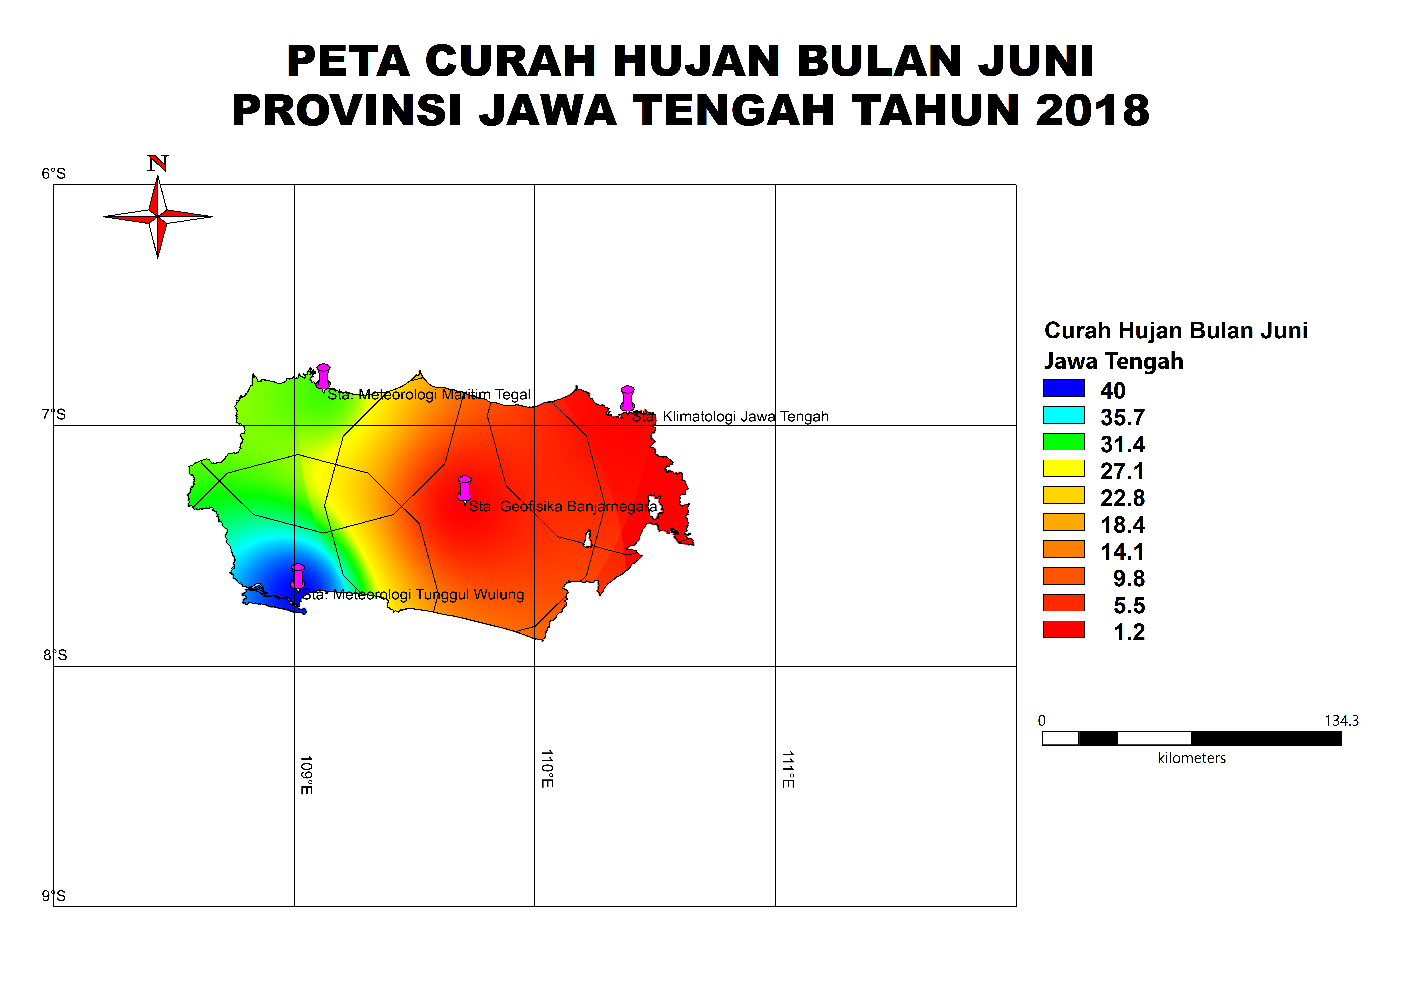 PETA CURAH HUJAN BULAN JUNI
PROVINSI JAWA TENGAH TAHUN 2018
N
6°S
Sta. Meteorologi Maritim Tegal
7°S
Sta. Klimatologi Jawa Tengah
Sta. Geofisika Banjarnegara
Sta. Meteorologi Tunggul Wulung
8°S
109°E
110°E
111°E
9°S
Curah Hujan Bulan Juni
Jawa Tengah
40
35.7
31.4
27.1
22.8
18.4
14.1
9.8
5.5
1.2
0 134.3
kilometers